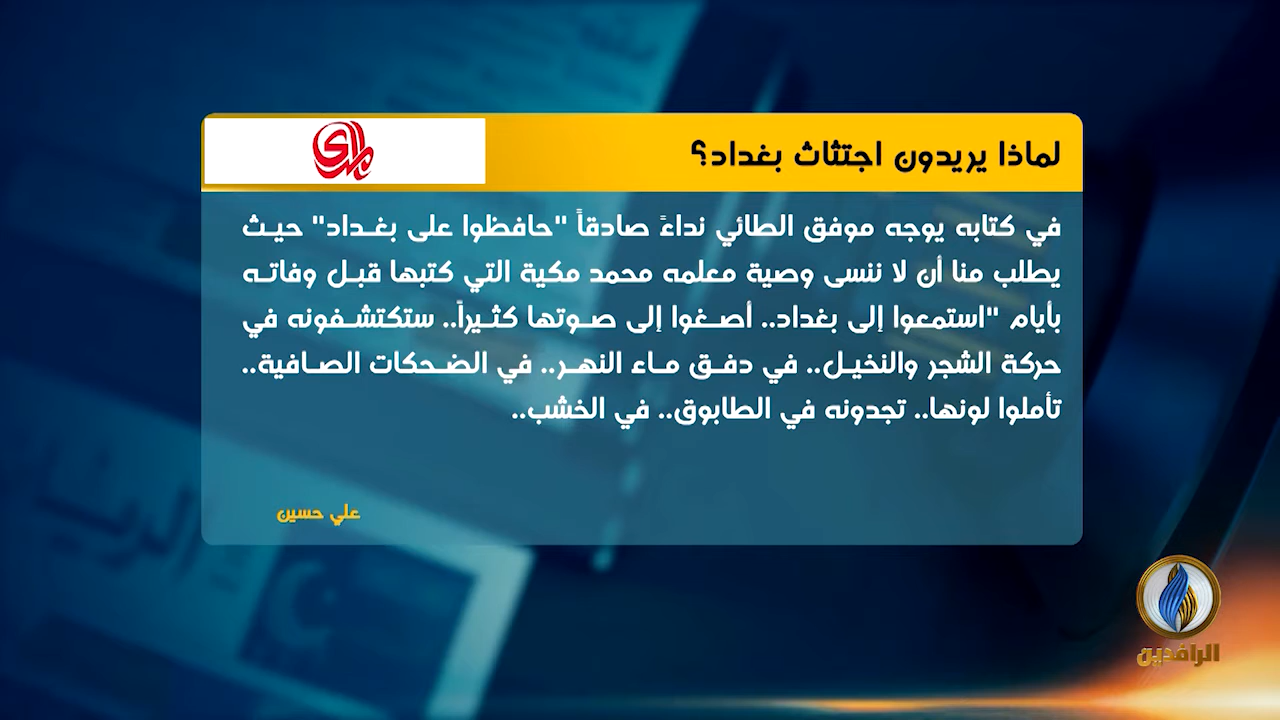 لماذا يريدون اجتثاث بغداد؟
المدى
في كتابه يوجه موفق الطائي نداءً صادقاً "حافظوا على بغداد" حيث
يطلب منا أن لا ننسى وصية معلمه محمد مكية التي كتبها قبل وفاته
بأيام "استمعوا إلى بغداد.. أصغوا إلى صوتها كثيراً.. ستكتشفونه في
حركة الشجر والنخيل.. في دفق ماء النهر.. في الضحكات الصافية..
تأملوا لونها.. تجدونه في الطابوق.. في الخشب..
علي حسين
الرافدين